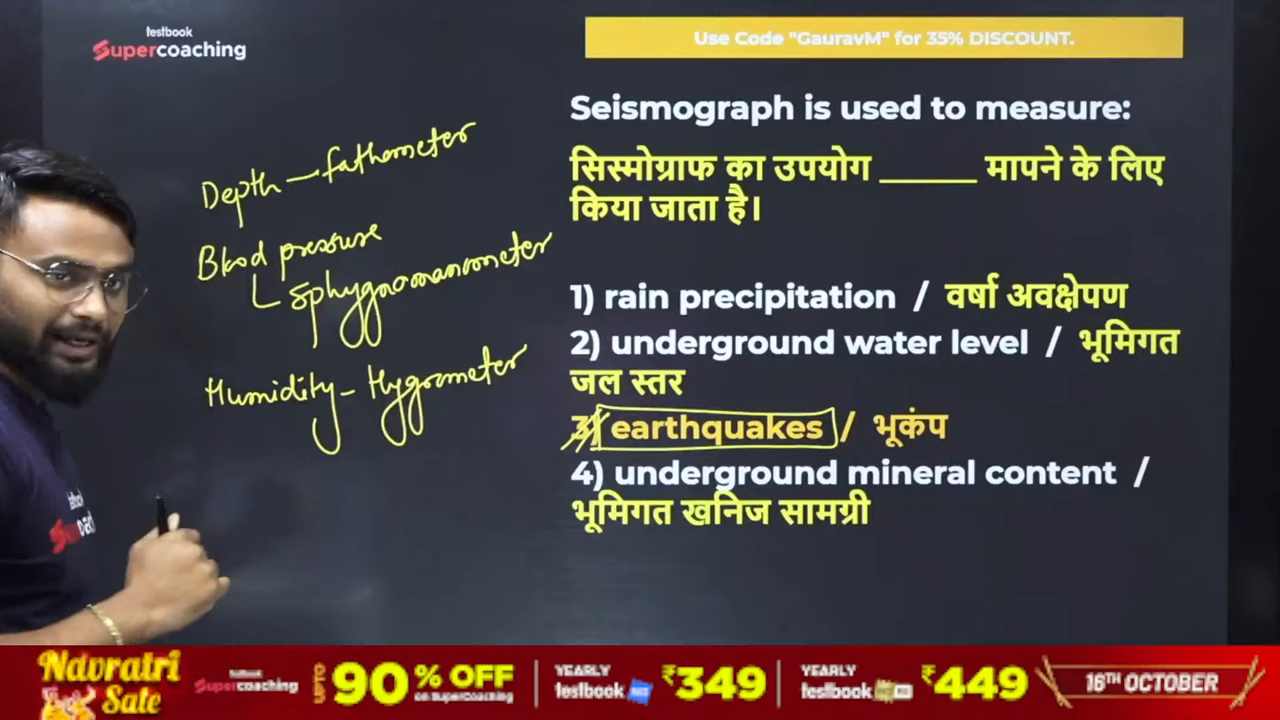 testbook
Supercoaching
Use Code "GauravM" for 35% DISCOUNT.
Seismograph is used to measure:
सिस्मोग्राफ का उपयोग _____ मापने के लिए
किया जाता है।
1) rain precipitation / वर्षा अवक्षेपण
2) underground water level / भूमिगत
जल स्तर
3) earthquakes / भूकंप
4) underground mineral content /
भूमिगत खनिज सामग्री
Depth - fathometer
Blood pressure
sphygnomanometer
Humidity - Hygrometer
Navratri
Sale
testbook
Supercoaching
UPTO 90% OFF
on SuperCoaching
YEARLY
testbook
₹349
YEARLY
testbook
₹449
16TH OCTOBER